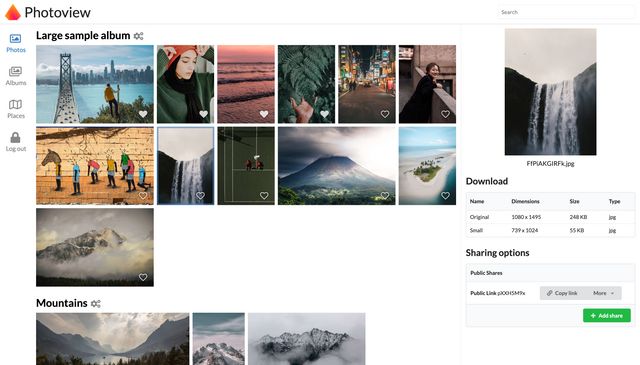 Photoview
Search
Photos
Albums
Places
Log out
Large sample album
Mountains
FfPiAKGIRFk.jpg
Download
Name Dimensions Size Type
Original 1080 x 1495 248 KB jpg
Small 739 x 1024 55 KB jpg
Sharing options
Public Shares
Public Link pXXH5M9x Copy link More
Add share